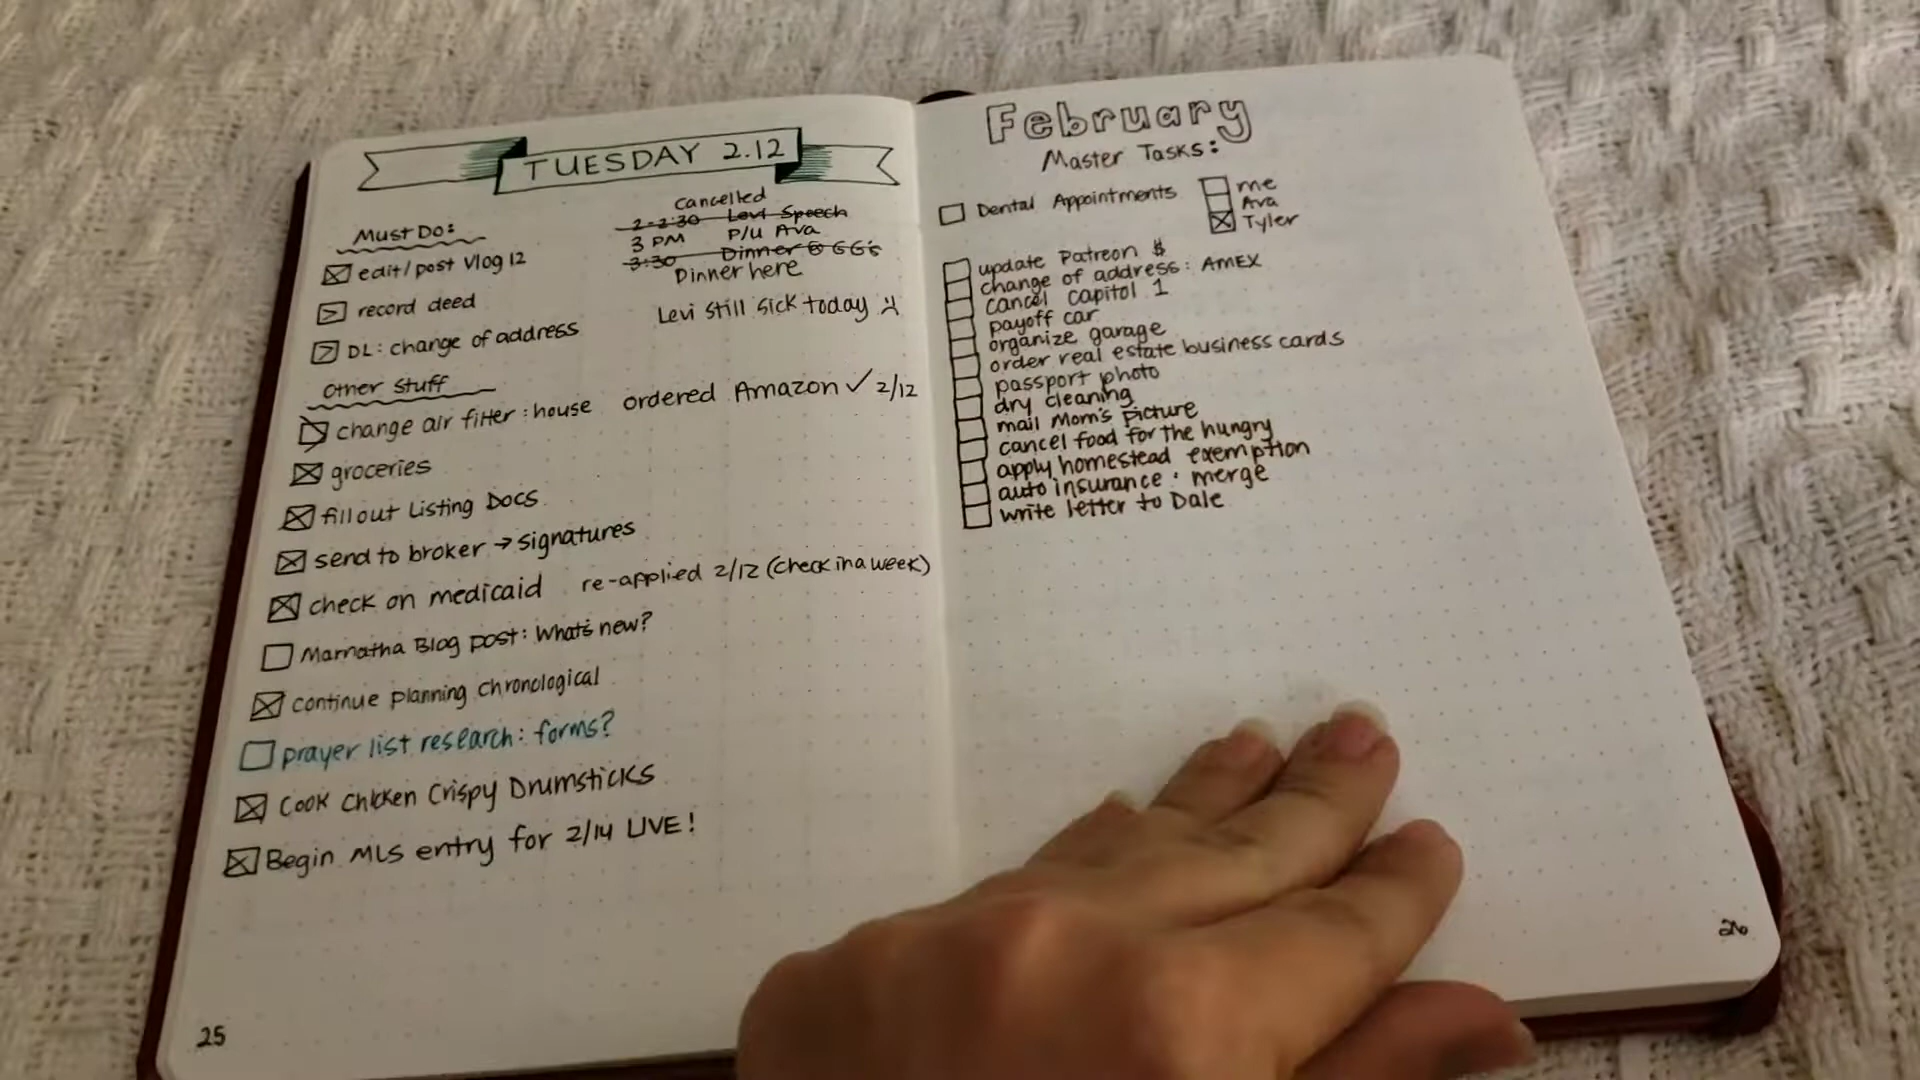 TUESDAY 2.12
Must Do:
edit/post Vlog 12
record deed
DL: change of address
Cancelled
2-2:30 Levi Speech
3 PM P/U Ava
3:30 Dinner @ GG's
Dinner here
Levi still sick today :(
other stuff
change air filter: house ordered Amazon ✓ 2/12
groceries
fill out Listing Docs
send to broker → signatures
check on medicaid re-applied 2/12 (check in a week)
Marnatha Blog post: What's new?
continue planning chronological
prayer list research: forms?
Cook Chicken Crispy Drumsticks
Begin MLS entry for 2/14 LIVE!
25
February
Master Tasks:
Dental Appointments
me
Ava
Tyler
update Patreon $
change of address: AMEX
cancel capitol 1
payoff car
organize garage
order real estate business cards
passport photo
dry cleaning
mail Mom's picture
cancel food for the hungry
apply homestead exemption
auto insurance · merge
write letter to Dale
26